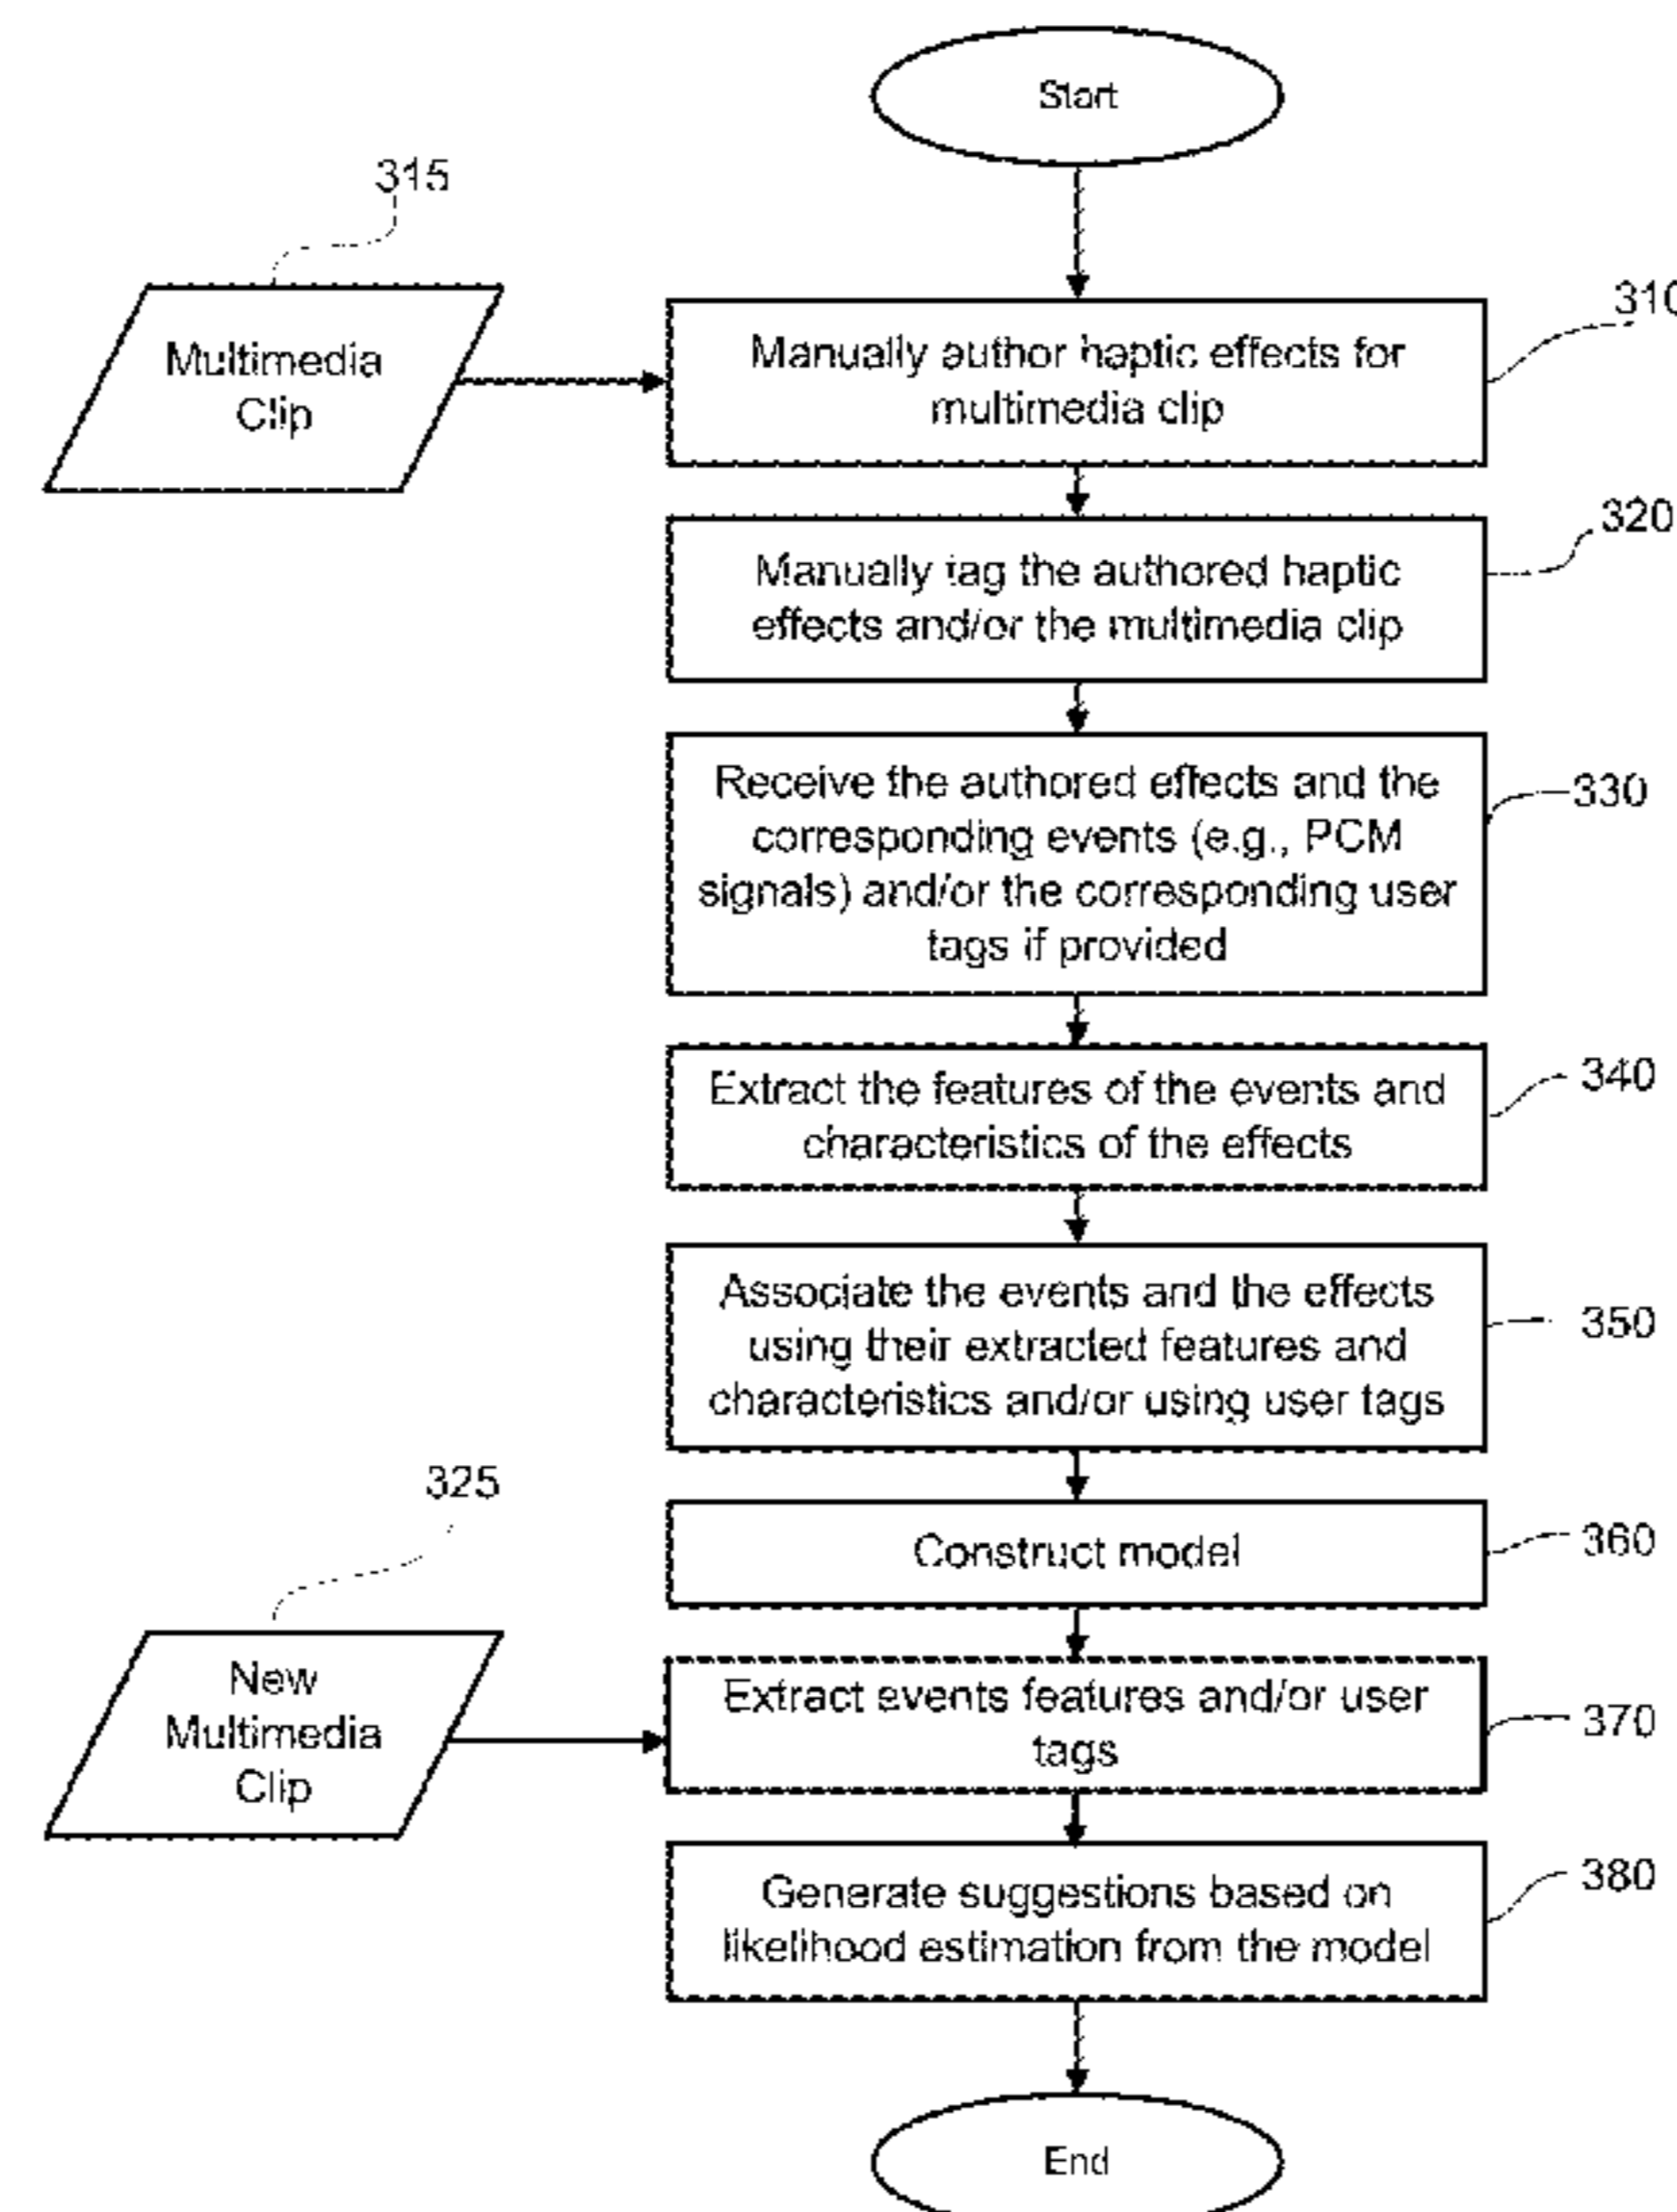 Start
315
310
Multimedia
Clip
Manually author haptic effects for
multimedia clip
320
Manually tag the authored haptic
effects and/or the multimedia clip
Receive the authored effects and the
corresponding events (e.g., PCM
signals) and/or the corresponding user
tags if provided
330
Extract the features of the events and
characteristics of the effects
340
Associate the events and the effects
using their extracted features and
characteristics and/or using user tags
350
325
Construct model
360
New
Multimedia
Clip
Extract events features and/or user
tags
370
Generate suggestions based on
likelihood estimation from the model
380
End